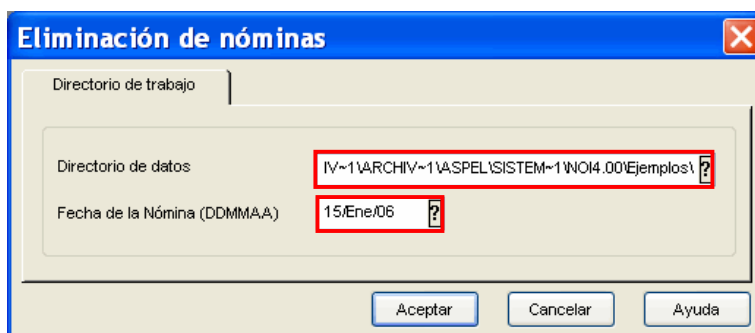 Eliminación de nóminas
Directorio de trabajo
Directorio de datos IV~1\ARCHIV~1\ASPEL\SISTEM~1\NOI4.00\Ejemplos\ ?
Fecha de la Nómina (DDMMAA) 15/Ene/06 ?
Aceptar Cancelar Ayuda